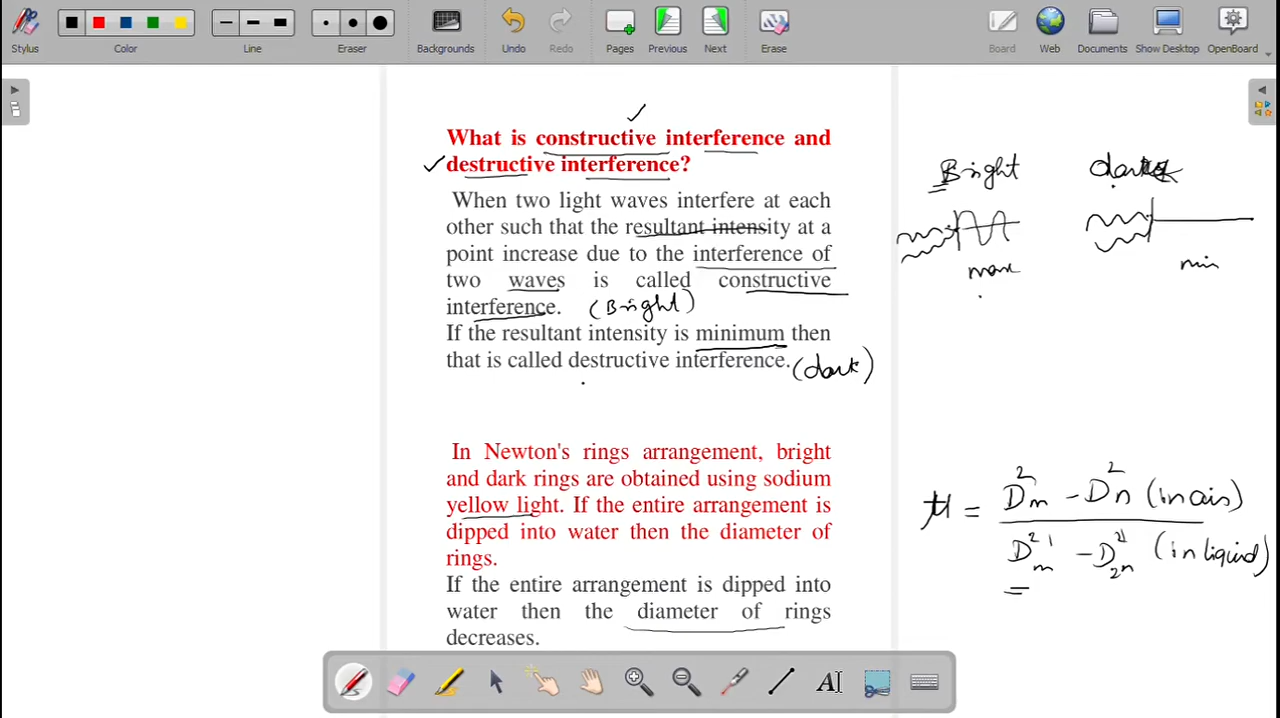 Stylus
Color
Line
Eraser
Backgrounds
Undo
Redo
Pages
Previous
Next
Erase
Board
Web
Documents
Show Desktop
OpenBoard
What is constructive interference and
destructive interference?
When two light waves interfere at each
other such that the resultant intensity at a
point increase due to the interference of
two waves is called constructive
interference. (Bright)
If the resultant intensity is minimum then
that is called destructive interference. (dark)
In Newton's rings arrangement, bright
and dark rings are obtained using sodium
yellow light. If the entire arrangement is
dipped into water then the diameter of
rings.
If the entire arrangement is dipped into
water then the diameter of rings
decreases.
Bright dark
max min
μ = D²m - D²n (in air)
(in liquid)
AI